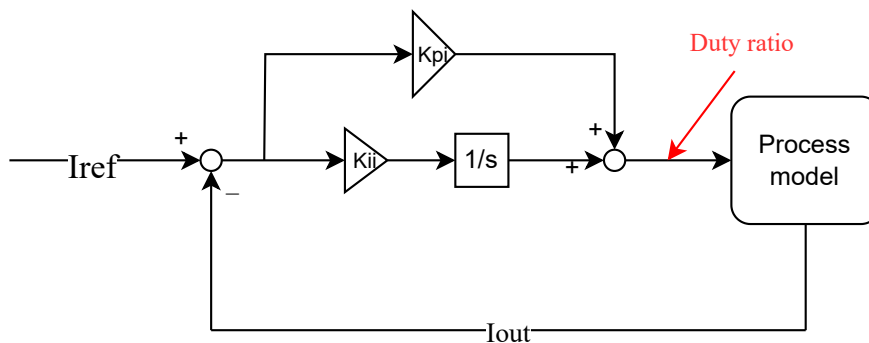 Duty ratio
Kpi
+
+
Iref
Kii
1/s
+
Process
model
−
Iout